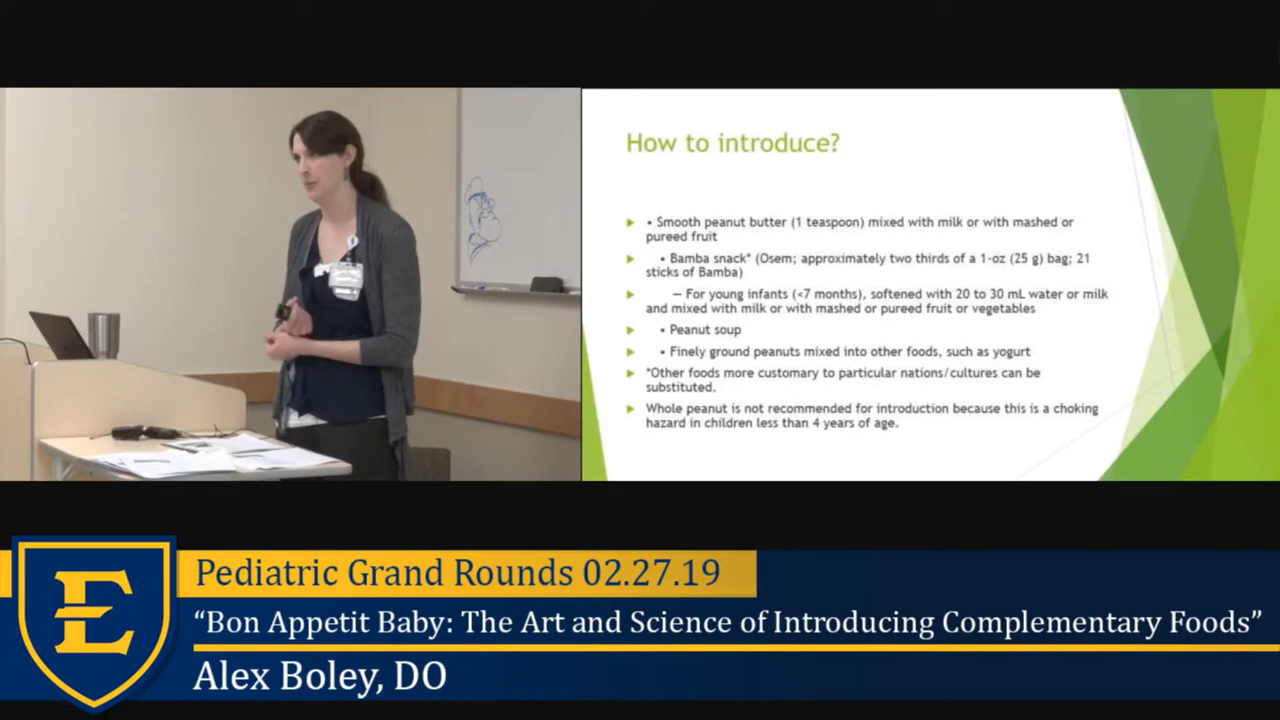 How to introduce?
• Smooth peanut butter (1 teaspoon) mixed with milk or with mashed or
pureed fruit
• Bamba snack* (Osem; approximately two thirds of a 1-oz (25 g) bag; 21
sticks of Bamba)
— For young infants (<7 months), softened with 20 to 30 mL water or milk
and mixed with milk or with mashed or pureed fruit or vegetables
• Peanut soup
• Finely ground peanuts mixed into other foods, such as yogurt
*Other foods more customary to particular nations/cultures can be
substituted.
Whole peanut is not recommended for introduction because this is a choking
hazard in children less than 4 years of age.
E
Pediatric Grand Rounds 02.27.19
“Bon Appetit Baby: The Art and Science of Introducing Complementary Foods”
Alex Boley, DO